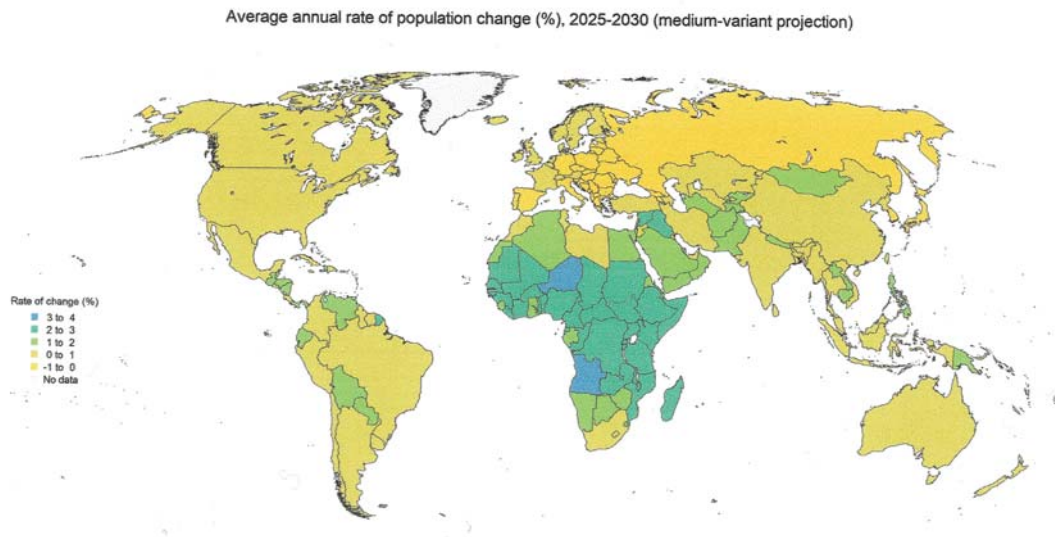 Average annual rate of population change (%), 2025-2030 (medium-variant projection)
Rate of change (%)
3 to 4
2 to 3
1 to 2
0 to 1
-1 to 0
No data